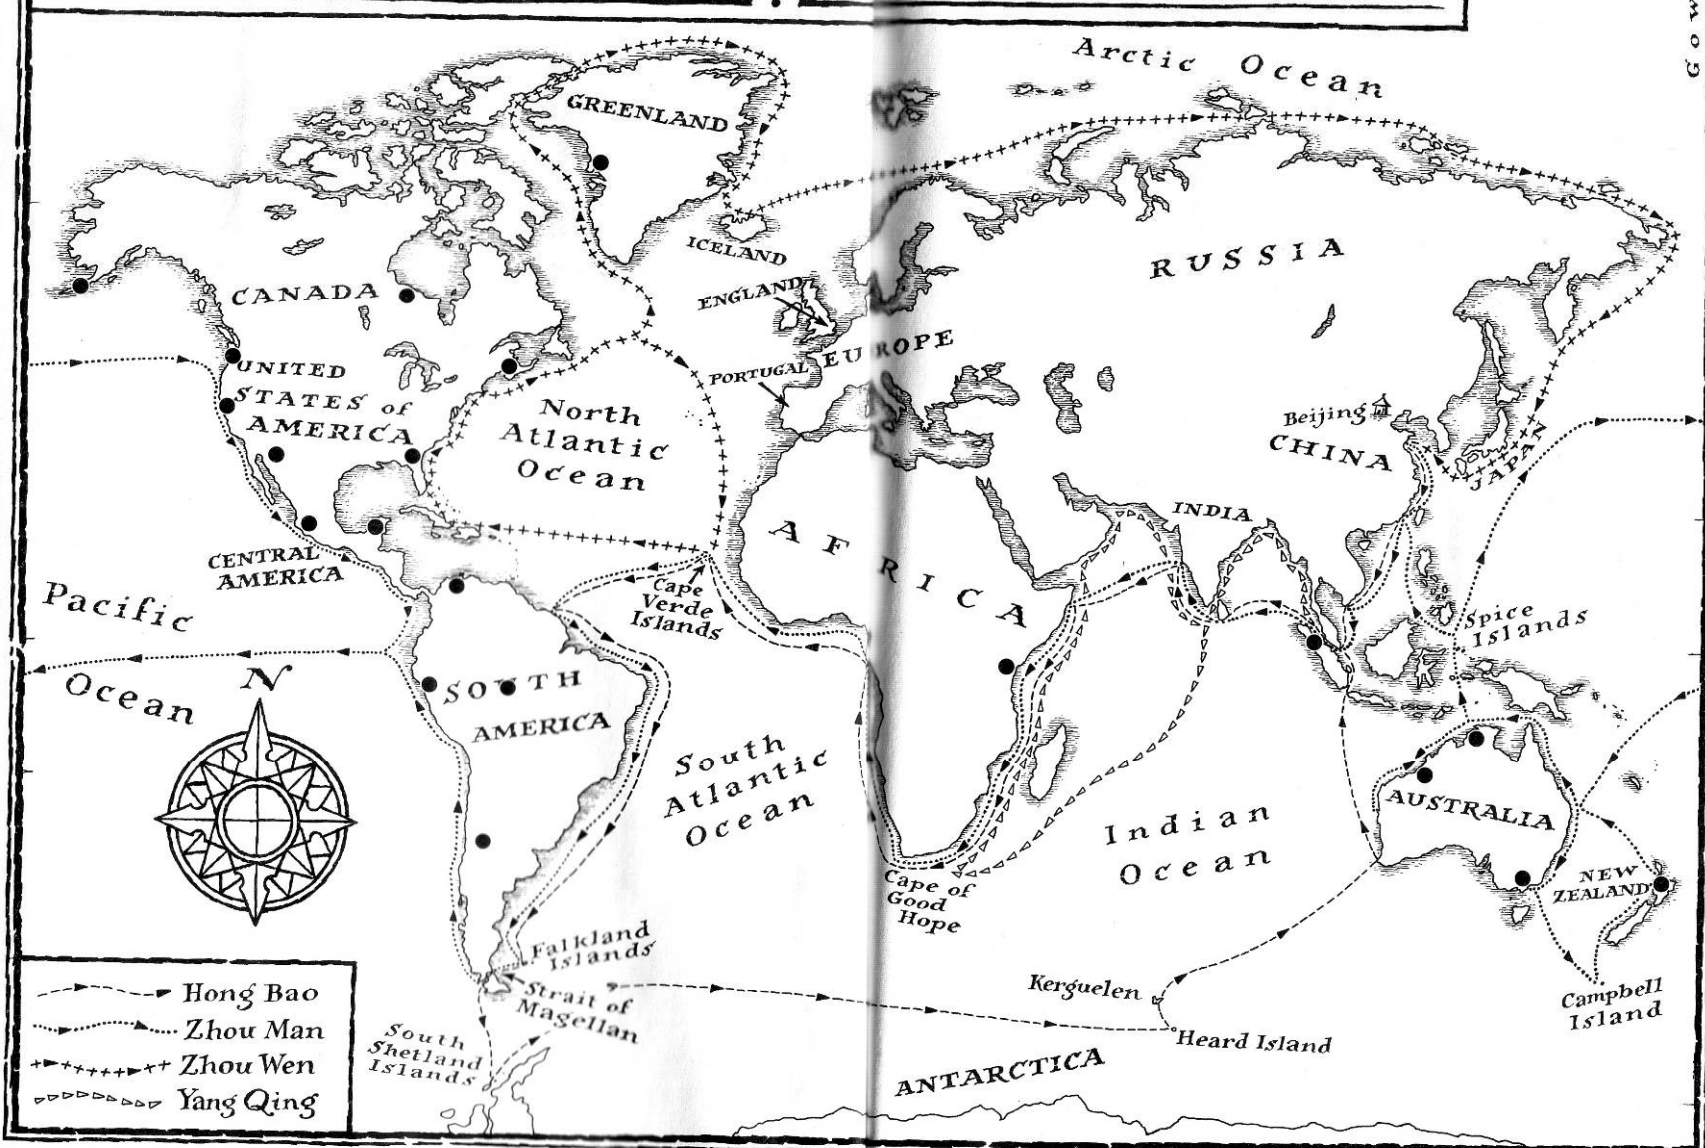 Arctic Ocean
GREENLAND
ICELAND
RUSSIA
CANADA
ENGLAND
EUROPE
PORTUGAL
UNITED
STATES of
AMERICA
North
Atlantic
Ocean
Beijing
CHINA
JAPAN
INDIA
AFRICA
CENTRAL
AMERICA
Cape
Verde
Islands
Pacific
Ocean
Spice
Islands
N
SOUTH
AMERICA
South
Atlantic
Ocean
Indian
Ocean
AUSTRALIA
NEW
ZEALAND
Cape of
Good
Hope
Falkland
Islands
Strait of
Magellan
Kerguelen
Campbell
Island
South
Shetland
Islands
Heard Island
ANTARCTICA
Hong Bao
Zhou Man
Zhou Wen
Yang Qing